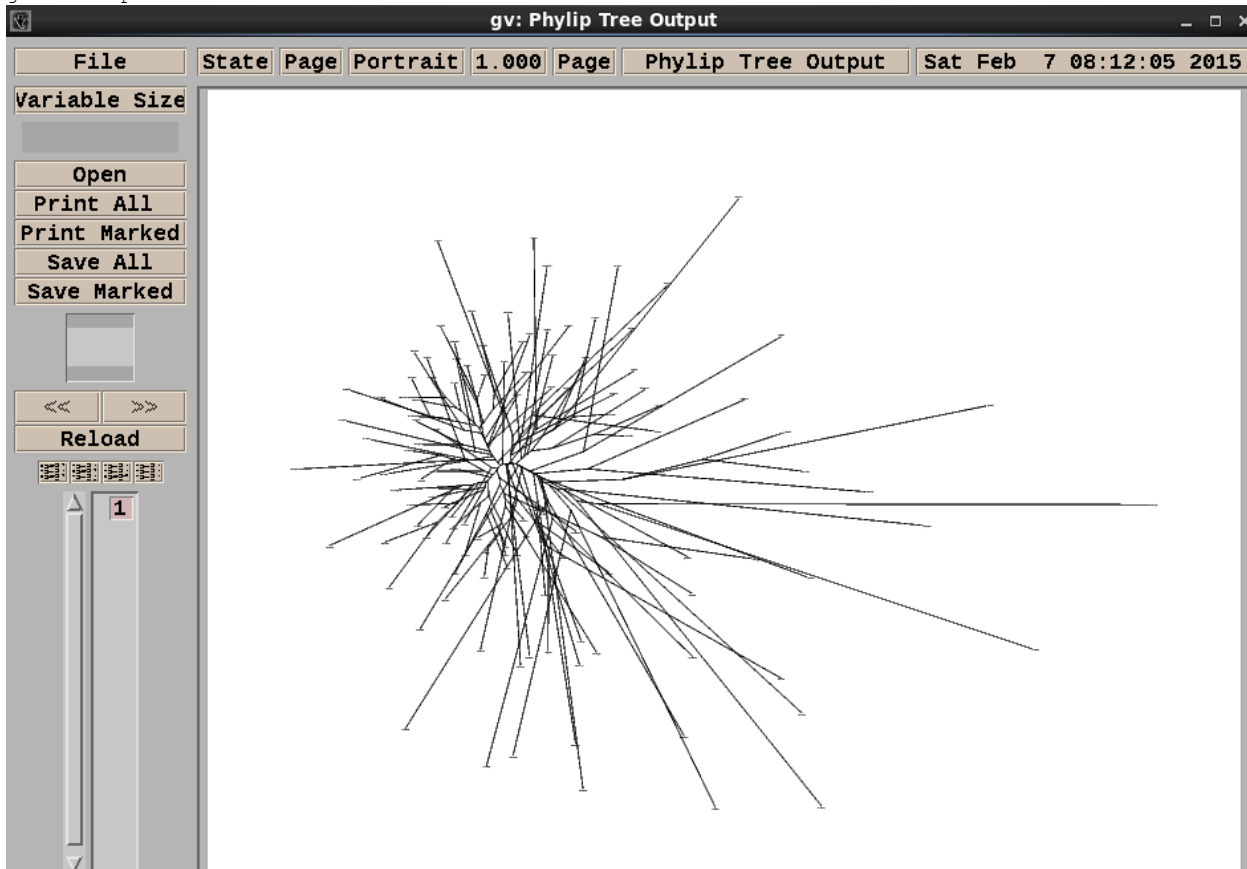 gv: Phylip Tree Output
File
State Page Portrait 1.000 Page Phylip Tree Output Sat Feb 7 08:12:05 2015
Variable Size
Open
Print All
Print Marked
Save All
Save Marked
<< >>
Reload
1